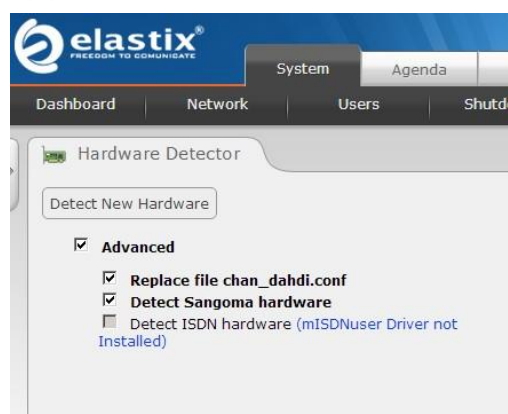 elastix®
FREEDOM TO COMUNICATE
System
Agenda
Dashboard
Network
Users
Shutd
Hardware Detector
Detect New Hardware
Advanced
Replace file chan_dahdi.conf
Detect Sangoma hardware
Detect ISDN hardware (mISDNuser Driver not
Installed)